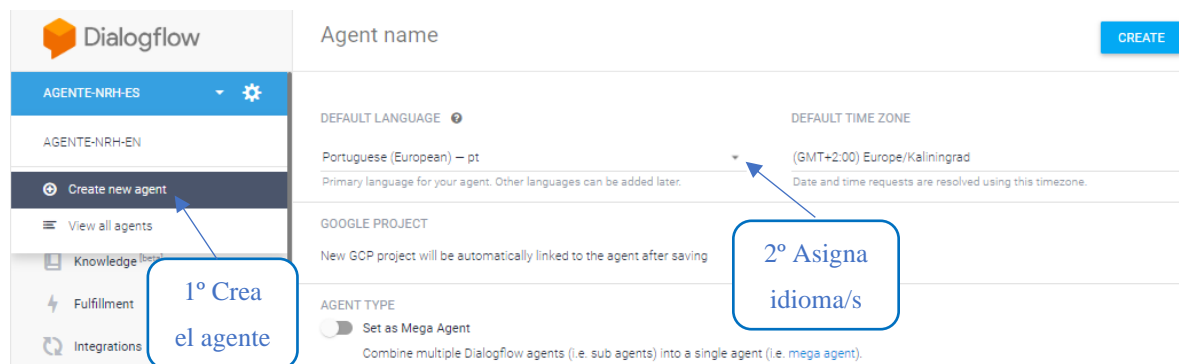 Dialogflow
Agent name
CREATE
AGENTE-NRH-ES
AGENTE-NRH-EN
Create new agent
View all agents
Knowledge [beta]
Fulfillment
Integrations
DEFAULT LANGUAGE
DEFAULT TIME ZONE
Portuguese (European) — pt
(GMT+2:00) Europe/Kaliningrad
Primary language for your agent. Other languages can be added later.
Date and time requests are resolved using this timezone.
GOOGLE PROJECT
New GCP project will be automatically linked to the agent after saving
AGENT TYPE
Set as Mega Agent
Combine multiple Dialogflow agents (i.e. sub agents) into a single agent (i.e. mega agent).
1º Crea
el agente
2º Asigna
idioma/s